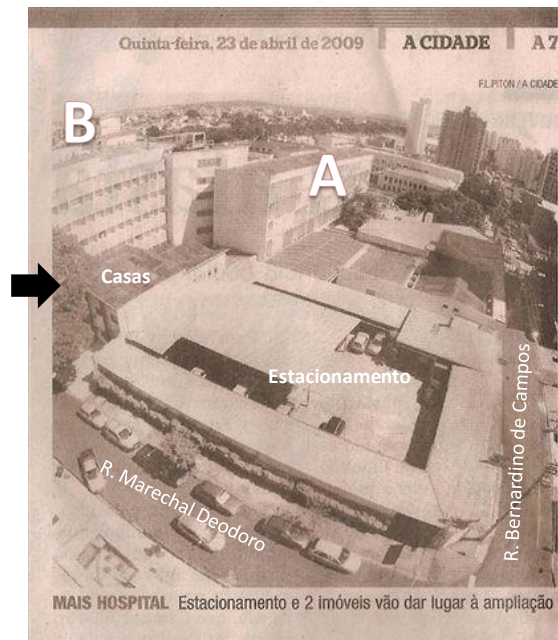 Quinta-feira, 23 de abril de 2009 A CIDADE A7
F.L.PITON / A CIDADE
B
A
Casas
Estacionamento
R. Marechal Deodoro
R. Bernardino de Campos
MAIS HOSPITAL Estacionamento e 2 imóveis vão dar lugar à ampliação